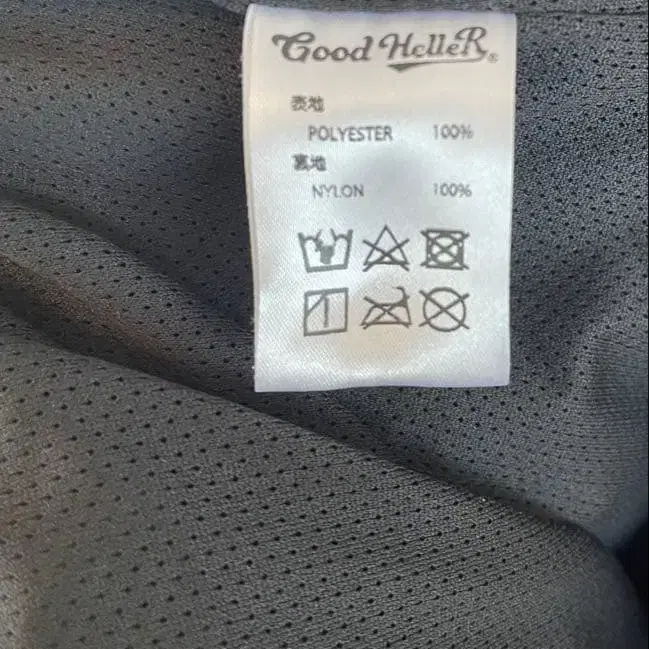 Good HelleR®
表地
POLYESTER 100%
裏地
NYLON 100%